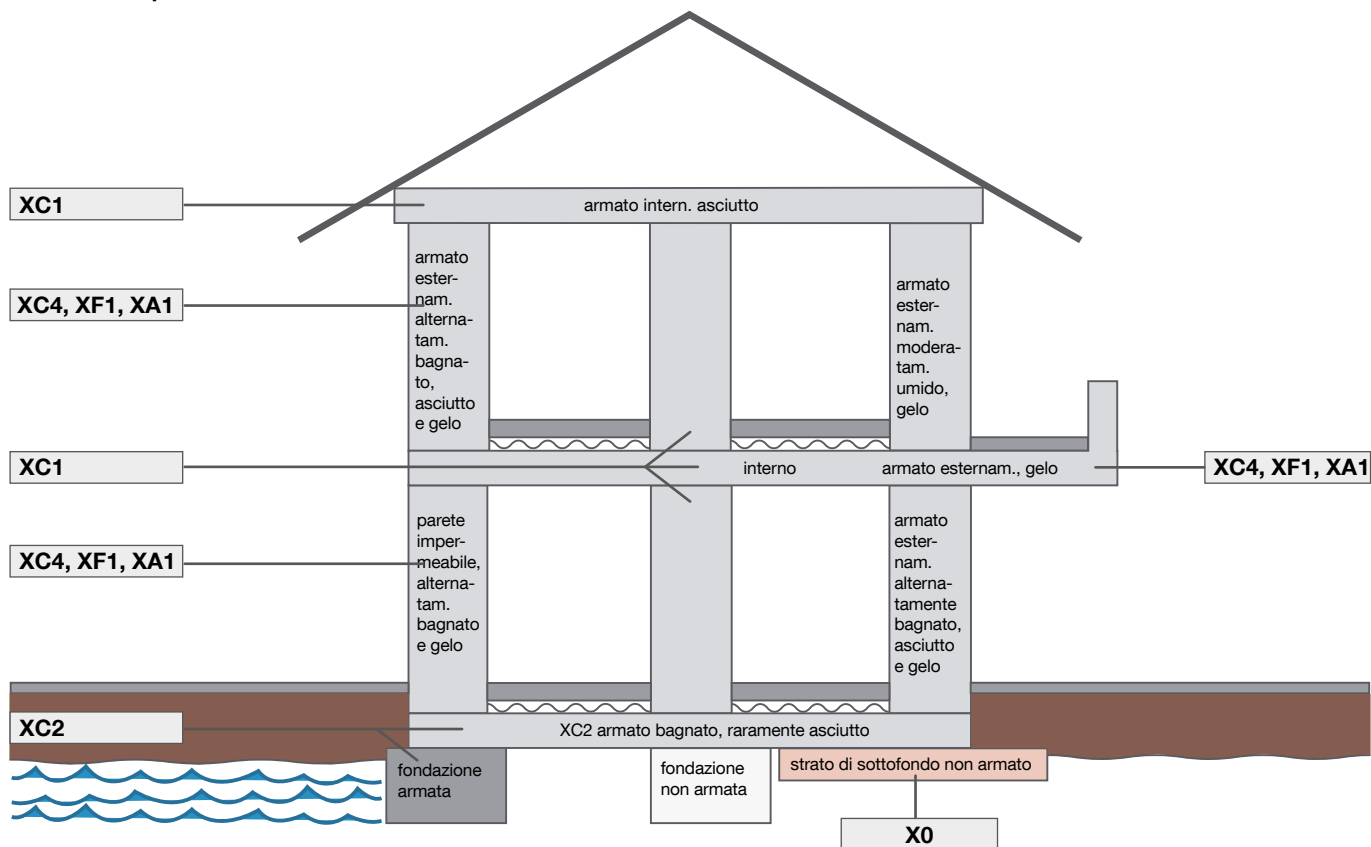 XC1
armato intern. asciutto
XC4, XF1, XA1
armato
ester-
nam.
alterna-
tam.
bagna-
to,
asciutto
e gelo
armato
ester-
nam.
modera-
tam.
umido,
gelo
XC1
interno
armato esternam., gelo
XC4, XF1, XA1
XC4, XF1, XA1
parete
imper-
meabile,
alterna-
tam.
bagnato
e gelo
armato
ester-
nam.
alterna-
tamente
bagnato,
asciutto
e gelo
XC2
XC2 armato bagnato, raramente asciutto
fondazione
armata
fondazione
non armata
strato di sottofondo non armato
X0